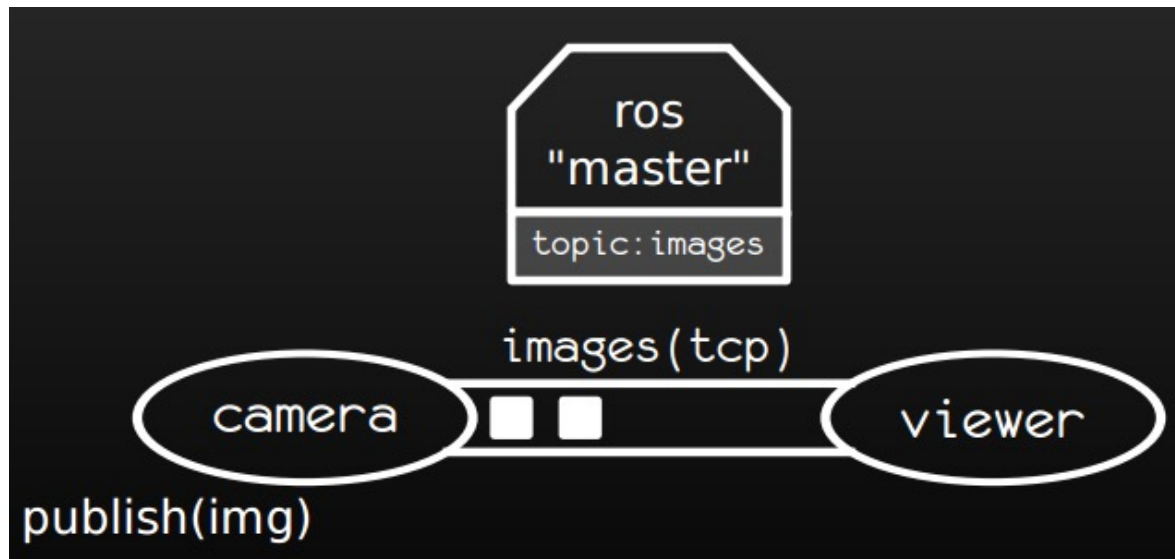 ros
"master"
topic:images
images(tcp)
camera
viewer
publish(img)